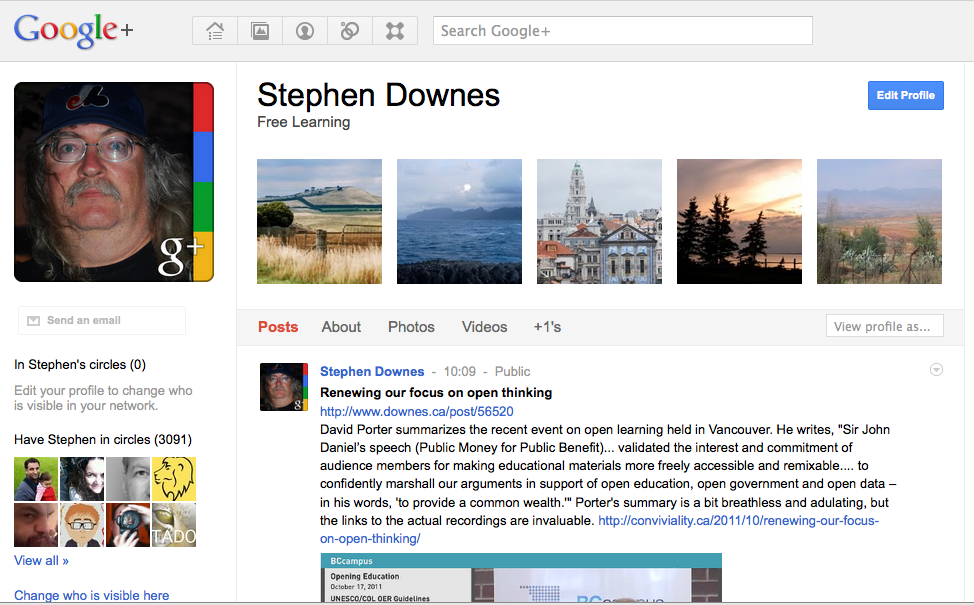 Google+
Search Google+
Stephen Downes
Edit Profile
Free Learning
g+
Send an email
In Stephen's circles (0)
Edit your profile to change who
is visible in your network.
Have Stephen in circles (3091)
TADO
View all »
Change who is visible here
Posts About Photos Videos +1's
View profile as...
Stephen Downes - 10:09 - Public
Renewing our focus on open thinking
http://www.downes.ca/post/56520
David Porter summarizes the recent event on open learning held in Vancouver. He writes, "Sir John
Daniel's speech (Public Money for Public Benefit)... validated the interest and commitment of
audience members for making educational materials more freely accessible and remixable.... to
confidently marshall our arguments in support of open education, open government and open data –
in his words, 'to provide a common wealth.'" Porter's summary is a bit breathless and adulating, but
the links to the actual recordings are invaluable. http://conviviality.ca/2011/10/renewing-our-focus-
on-open-thinking/
BCcampus
Opening Education
October 17, 2011
UNESCO/COL OER Guidelines